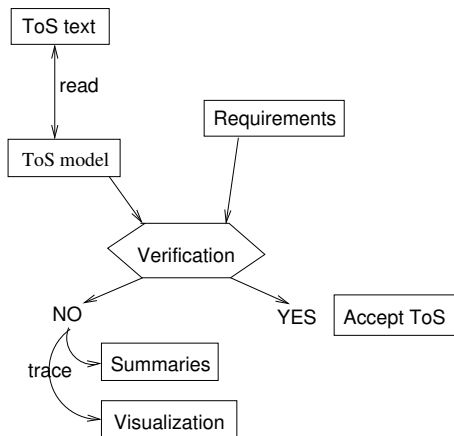 ToS text
read
Requirements
ToS model
Verification
NO
YES
Accept ToS
Summaries
trace
Visualization